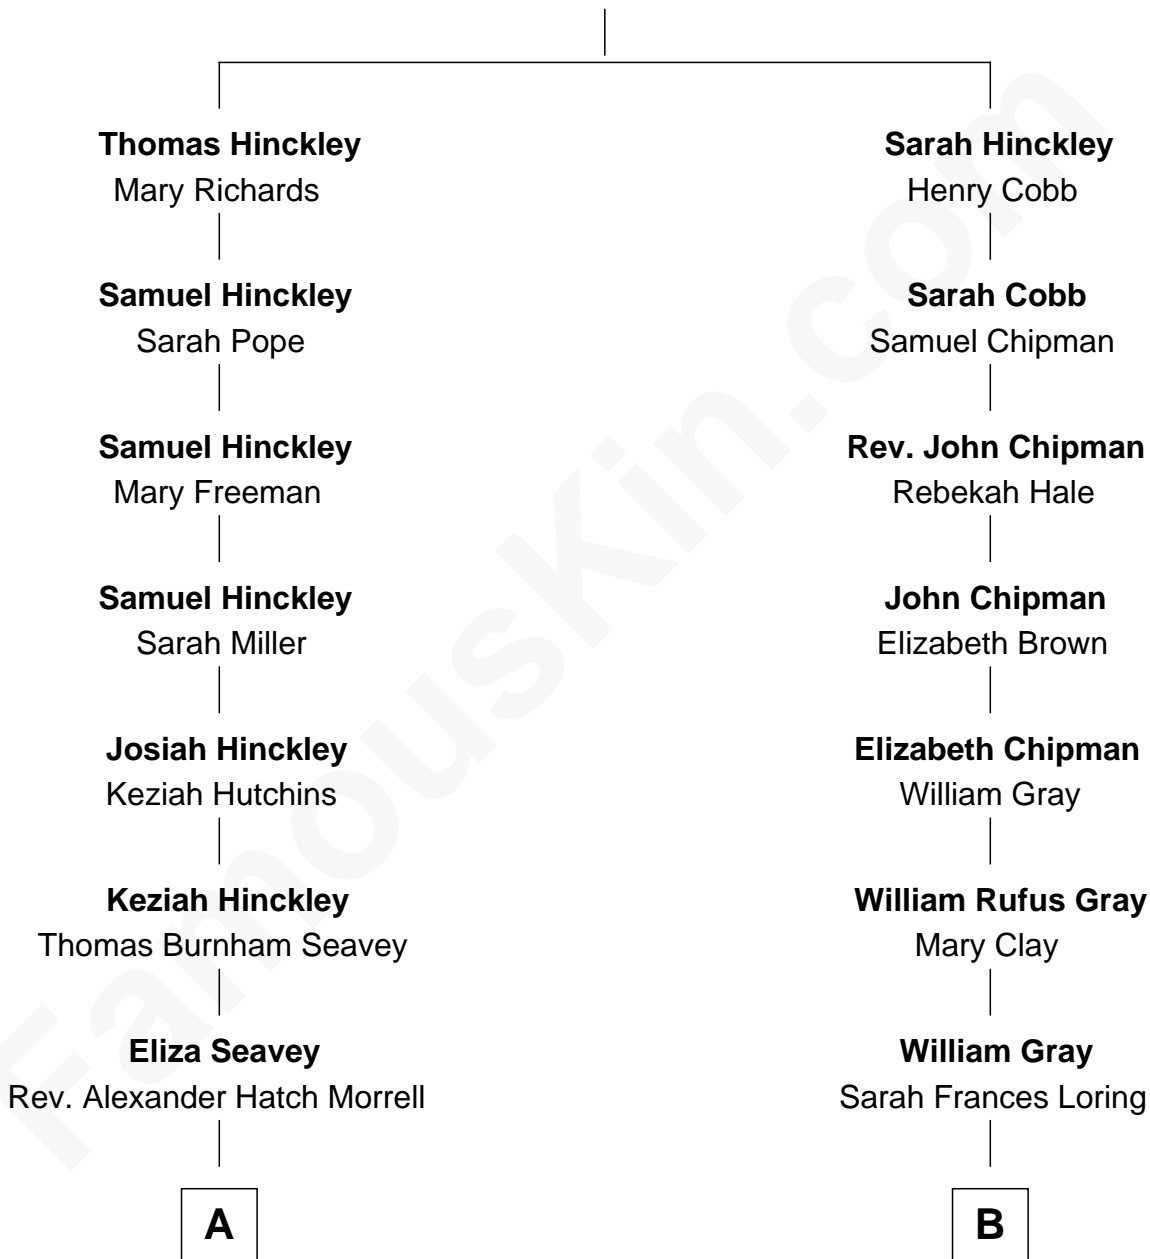 Thomas Hinckley
Mary Richards
Samuel Hinckley
Sarah Pope
Samuel Hinckley
Mary Freeman
Samuel Hinckley
Sarah Miller
Josiah Hinckley
Keziah Hutchins
Keziah Hinckley
Thomas Burnham Seavey
Eliza Seavey
Rev. Alexander Hatch Morrell
A
Sarah Hinckley
Henry Cobb
Sarah Cobb
Samuel Chipman
Rev. John Chipman
Rebekah Hale
John Chipman
Elizabeth Brown
Elizabeth Chipman
William Gray
William Rufus Gray
Mary Clay
William Gray
Sarah Frances Loring
B
FamousKin.com